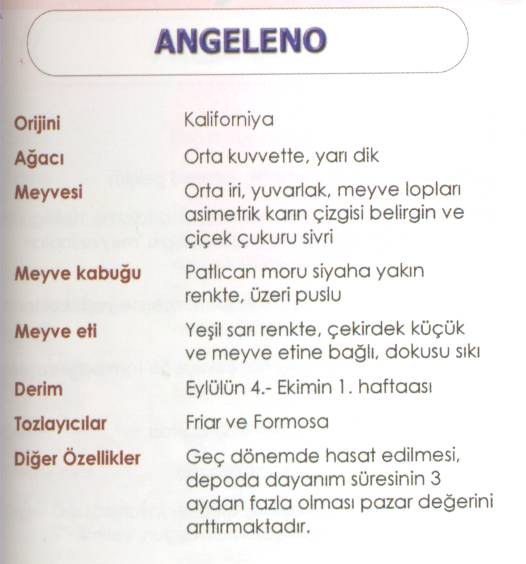 ANGELENO
Orijini Kaliforniya
Ağacı Orta kuvvette, yarı dik
Meyvesi Orta iri, yuvarlak, meyve lopları
asimetrik karın çizgisi belirgin ve
çiçek çukuru sivri
Meyve kabuğu Patlıcan moru siyaha yakın
renkte, üzeri puslu
Meyve eti Yeşil sarı renkte, çekirdek küçük
ve meyve etine bağlı, dokusu sıkı
Derim Eylülün 4.- Ekimin 1. haftaası
Tozlayıcılar Friar ve Formosa
Diğer Özellikler Geç dönemde hasat edilmesi,
depoda dayanım süresinin 3
aydan fazla olması pazar değerini
arttırmaktadır.